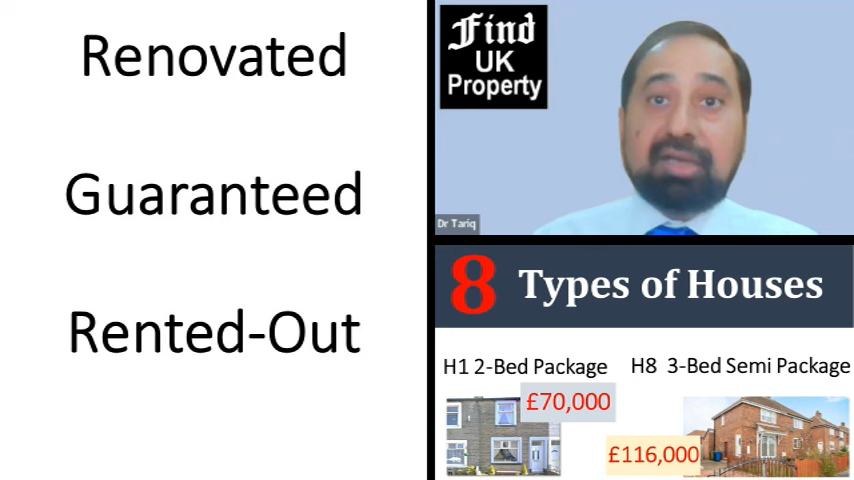 Renovated
Guaranteed
Rented-Out
Find
UK
Property
Dr Tariq
8 Types of Houses
H1 2-Bed Package
H8 3-Bed Semi Package
£70,000
£116,000